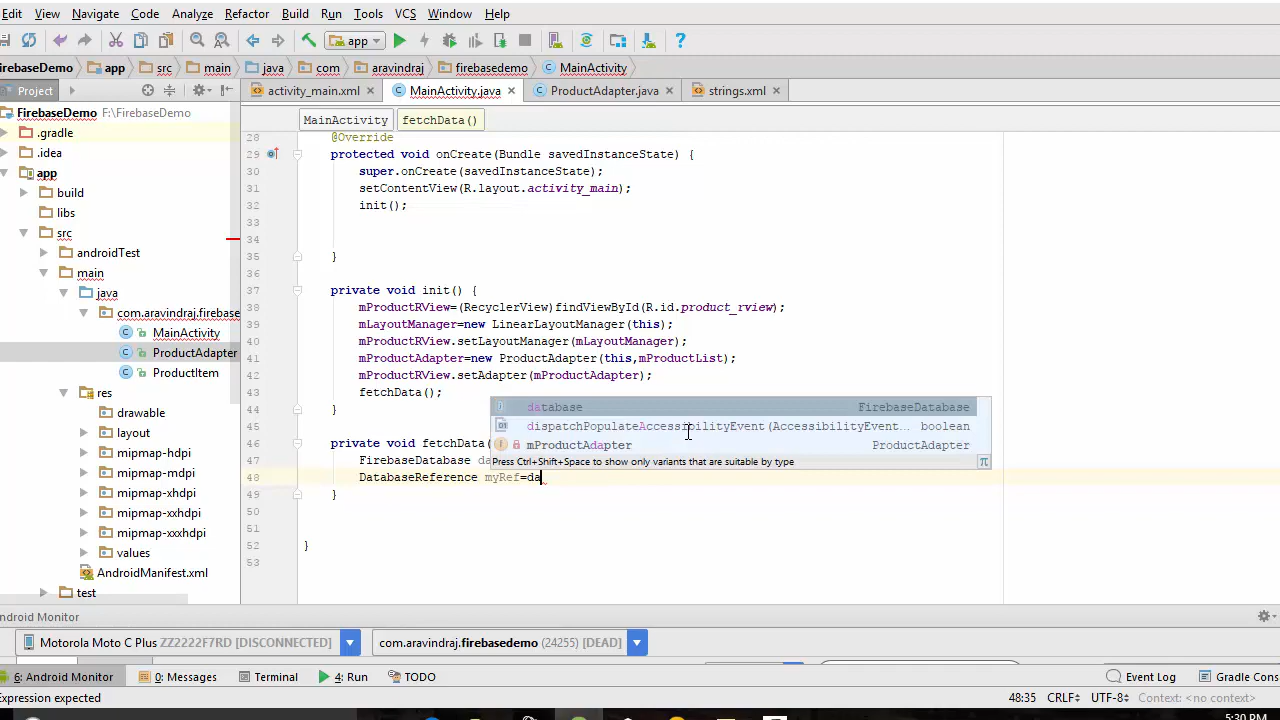 Edit View Navigate Code Analyze Refactor Build Run Tools VCS Window Help
app
irebaseDemo app src main java com aravindraj firebasedemo MainActivity
Project activity_main.xml MainActivity.java ProductAdapter.java strings.xml
FirebaseDemo F:\FirebaseDemo
.gradle
.idea
app
build
libs
src
androidTest
main
java
com.aravindraj.firebase
MainActivity
ProductAdapter
ProductItem
res
drawable
layout
mipmap-hdpi
mipmap-mdpi
mipmap-xhdpi
mipmap-xxhdpi
mipmap-xxxhdpi
values
AndroidManifest.xml
test
MainActivity fetchData()
28 @Override
29 protected void onCreate(Bundle savedInstanceState) {
30 super.onCreate(savedInstanceState);
31 setContentView(R.layout.activity_main);
32 init();
33
34
35 }
36
37 private void init() {
38 mProductRView=(RecyclerView)findViewById(R.id.product_rview);
39 mLayoutManager=new LinearLayoutManager(this);
40 mProductRView.setLayoutManager(mLayoutManager);
41 mProductAdapter=new ProductAdapter(this,mProductList);
42 mProductRView.setAdapter(mProductAdapter);
43 fetchData();
44 }
45
46 private void fetchData(
47 FirebaseDatabase da
48 DatabaseReference myRef=da
49 }
50
51
52 }
53
database FirebaseDatabase
dispatchPopulateAccessibilityEvent(AccessibilityEvent... boolean
mProductAdapter ProductAdapter
Press Ctrl+Shift+Space to show only variants that are suitable by type π
Android Monitor
Motorola Moto C Plus ZZ2222F7RD [DISCONNECTED] com.aravindraj.firebasedemo (24255) [DEAD]
6: Android Monitor 0: Messages Terminal 4: Run TODO Event Log Gradle Cons
Expression expected 48:35 CRLF÷ UTF-8÷ Context: <no context>
5:30 PM